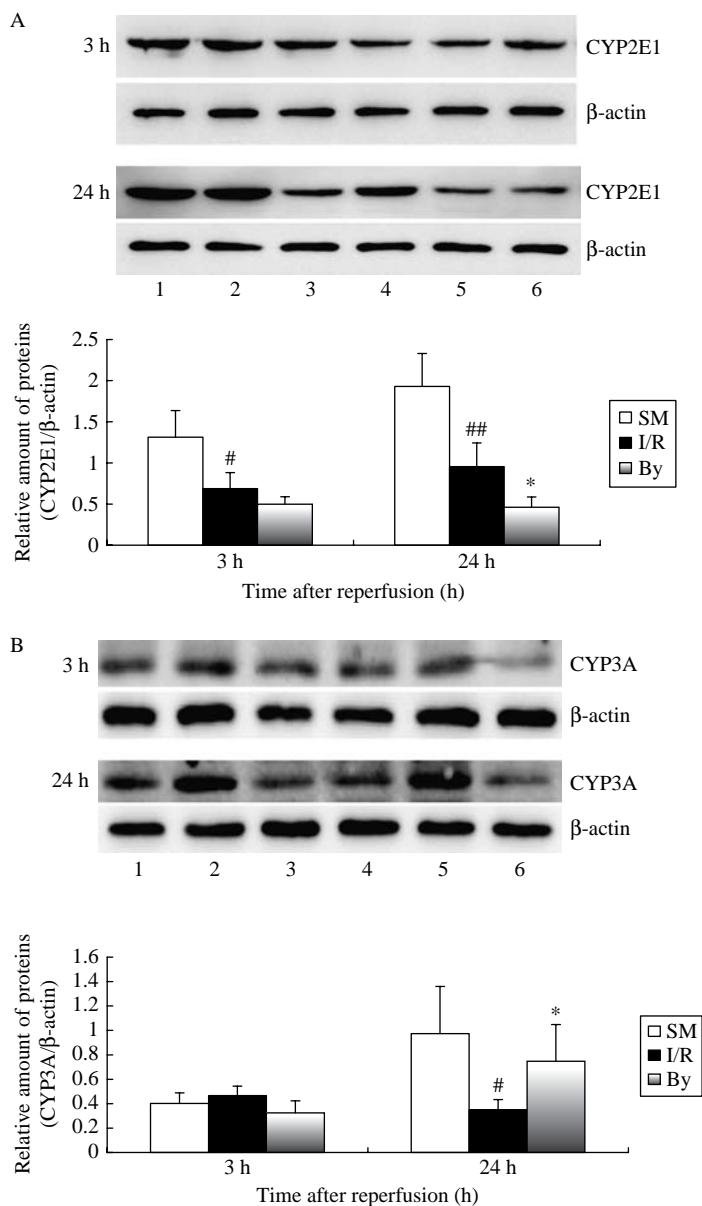 A
3 h
CYP2E1
β-actin
24 h
CYP2E1
β-actin
1 2 3 4 5 6
Relative amount of proteins
(CYP2E1/β-actin)
2.5
2
1.5
1
0.5
0
#
##
*
3 h
24 h
Time after reperfusion (h)
SM
I/R
By
B
3 h
CYP3A
β-actin
24 h
CYP3A
β-actin
1 2 3 4 5 6
Relative amount of proteins
(CYP3A/β-actin)
1.6
1.4
1.2
1
0.8
0.6
0.4
0.2
0
#
*
3 h
24 h
Time after reperfusion (h)
SM
I/R
By